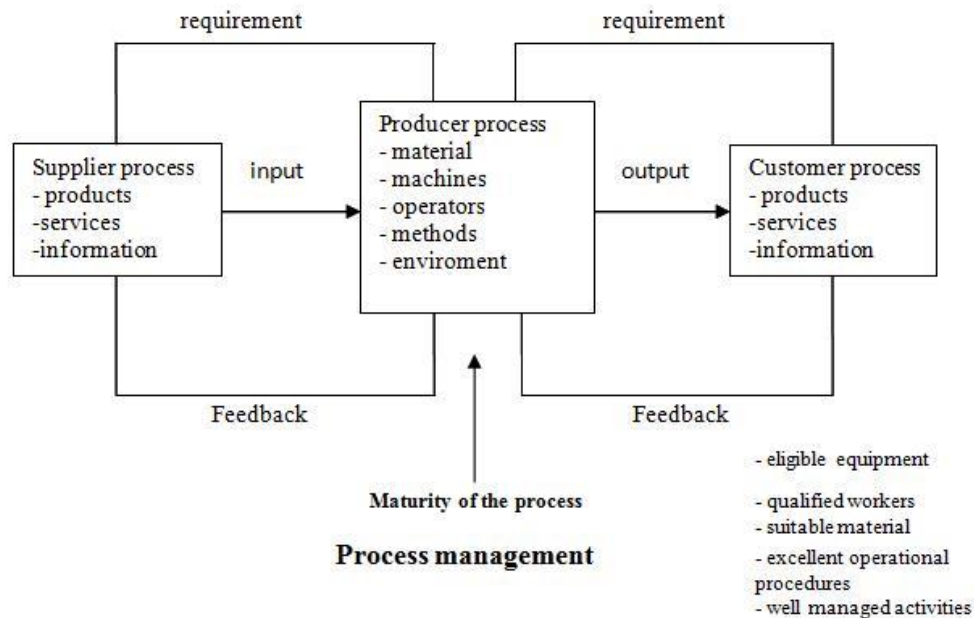 requirement
requirement
Supplier process
- products
-servıces
-information
input
Producer process
- material
- machines
- operators
- methods
- enviroment
output
Customer process
- products
-services
-information
Feedback
Feedback
Maturity of the process
Process management
- eligible equipment
- qualified workers
- suitable material
- excellent operational
procedures
- well managed activities